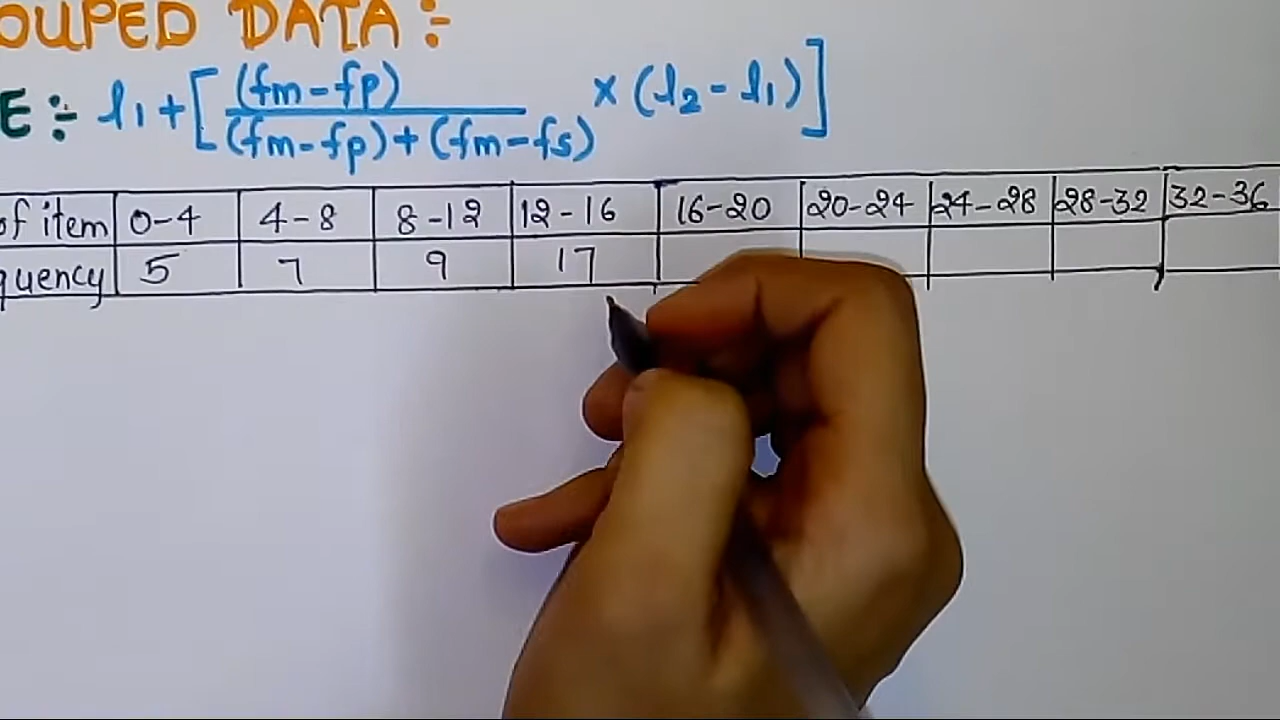 OUPED DATA :-
E :- l₁ + [ (fm - fp) / (fm - fp) + (fm - fs) × (l₂ - l₁) ]
of item 0-4 4-8 8-12 12-16 16-20 20-24 24-28 28-32 32-36
quency 5 7 9 17